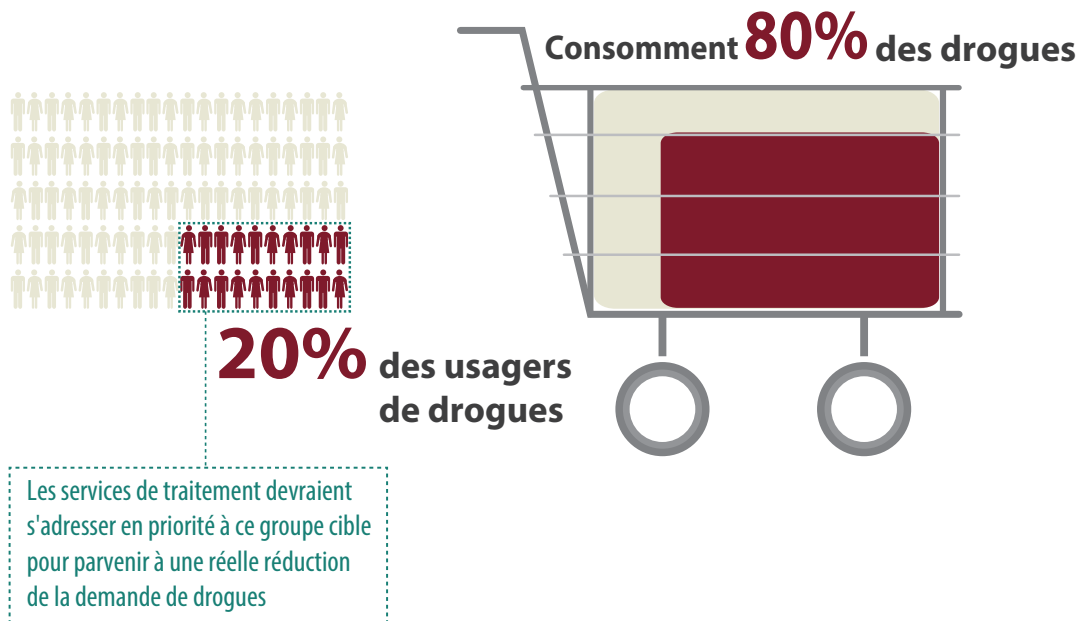 Consomment 80% des drogues
20% des usagers
de drogues
Les services de traitement devraient
s'adresser en priorité à ce groupe cible
pour parvenir à une réelle réduction
de la demande de drogues